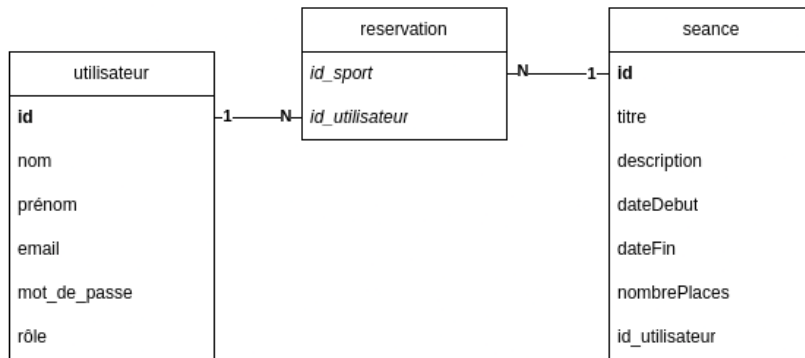 utilisateur
id
nom
prénom
email
mot_de_passe
rôle
1
N
reservation
id_sport
id_utilisateur
N
1
seance
id
titre
description
dateDebut
dateFin
nombrePlaces
id_utilisateur